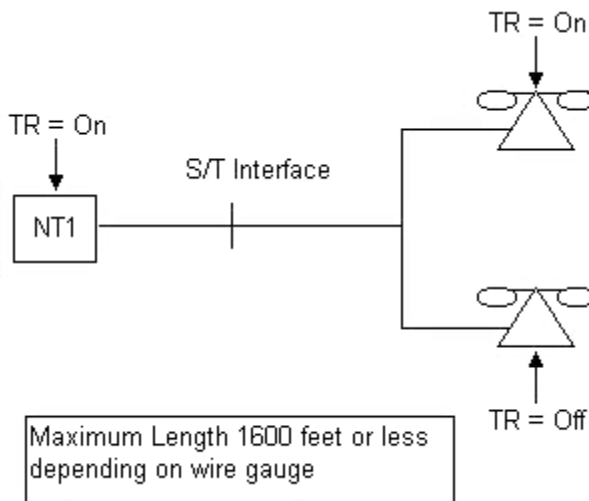 TR = On
TR = On
S/T Interface
NT1
TR = Off
Maximum Length 1600 feet or less
depending on wire gauge